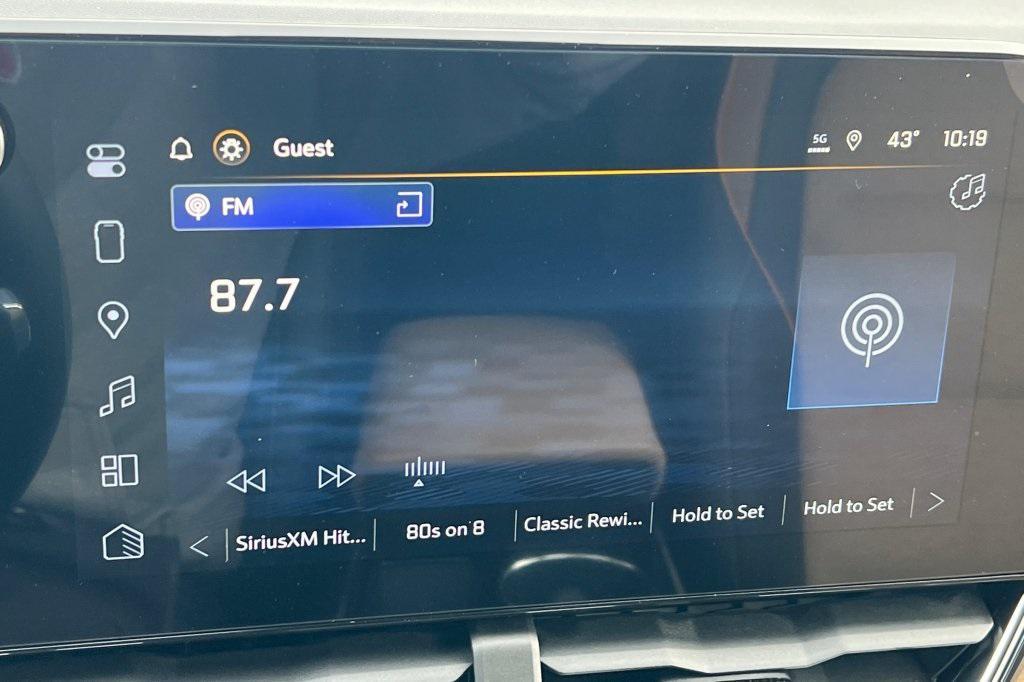 Guest 5G 43° 10:19
FM
87.7
SiriusXM Hit... 80s on 8 Classic Rewi... Hold to Set Hold to Set